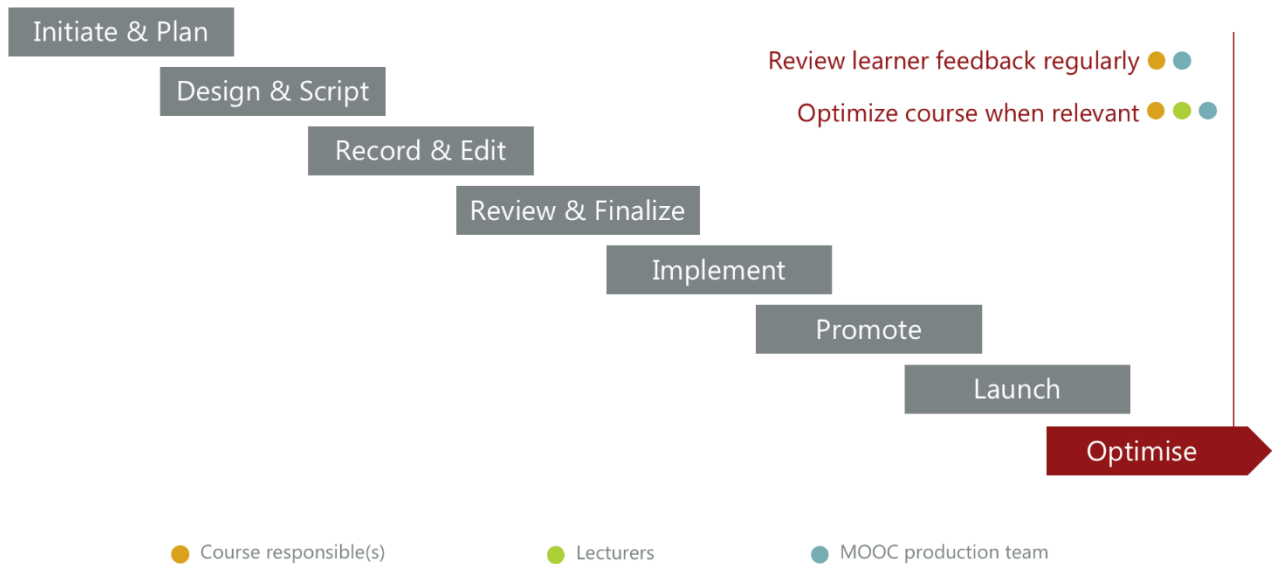 Initiate & Plan
Review learner feedback regularly
Design & Script
Optimize course when relevant
Record & Edit
Review & Finalize
Implement
Promote
Launch
Optimise
Course responsible(s)
Lecturers
MOOC production team